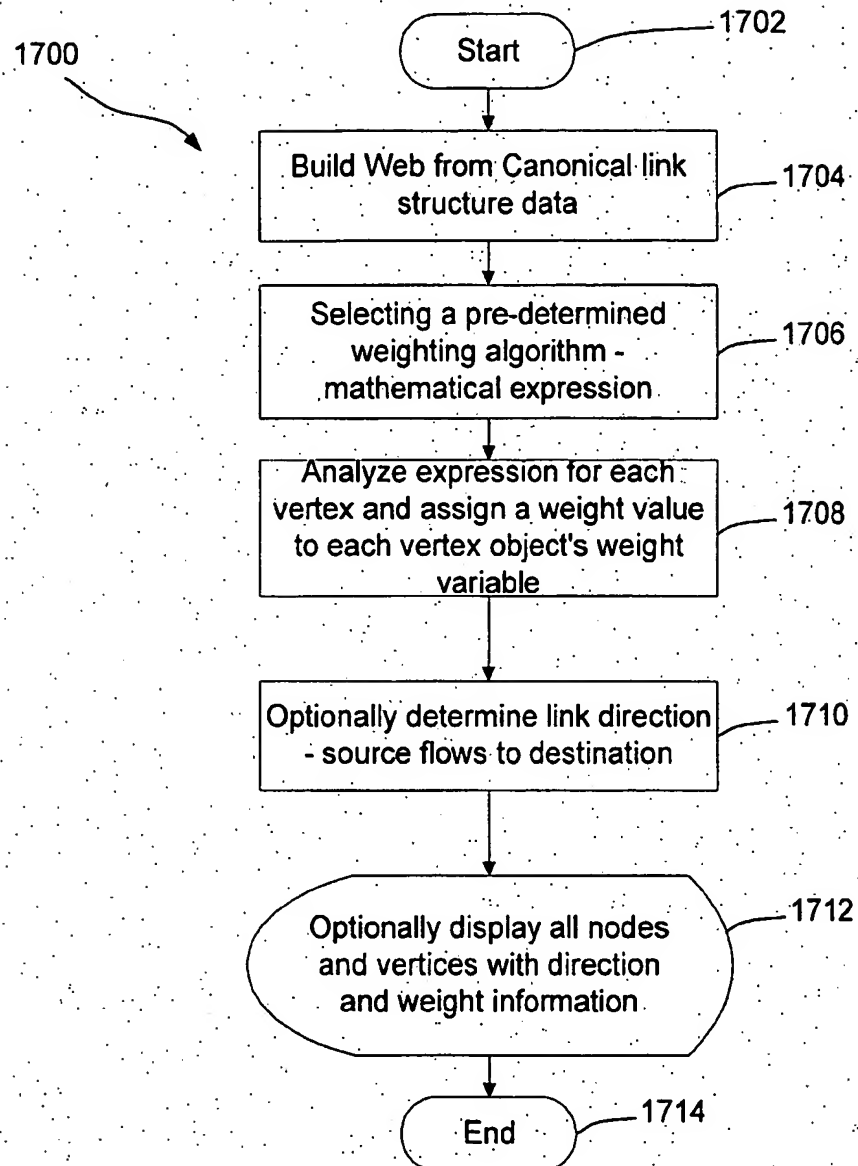 1700
Start
1702
Build Web from Canonical link
structure data
1704
Selecting a pre-determined
weighting algorithm -
mathematical expression
1706
Analyze expression for each
vertex and assign a weight value
to each vertex object's weight
variable
1708
Optionally determine link direction
- source flows to destination
1710
Optionally display all nodes
and vertices with direction
and weight information
1712
End
1714